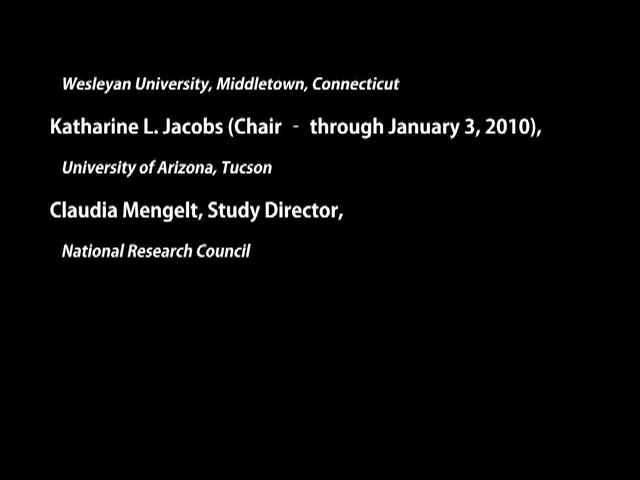 Wesleyan University, Middletown, Connecticut
Katharine L. Jacobs (Chair - through January 3, 2010),
University of Arizona, Tucson
Claudia Mengelt, Study Director,
National Research Council